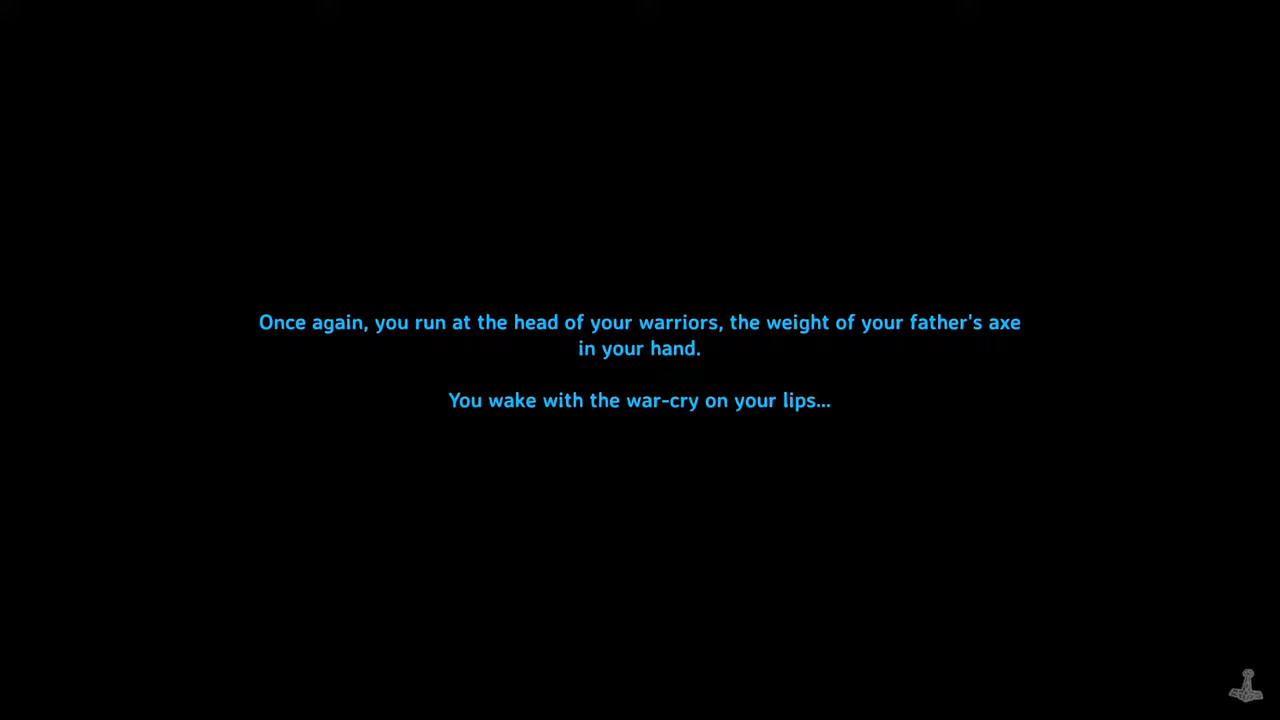 Once again, you run at the head of your warriors, the weight of your father's axe
in your hand.
You wake with the war-cry on your lips...